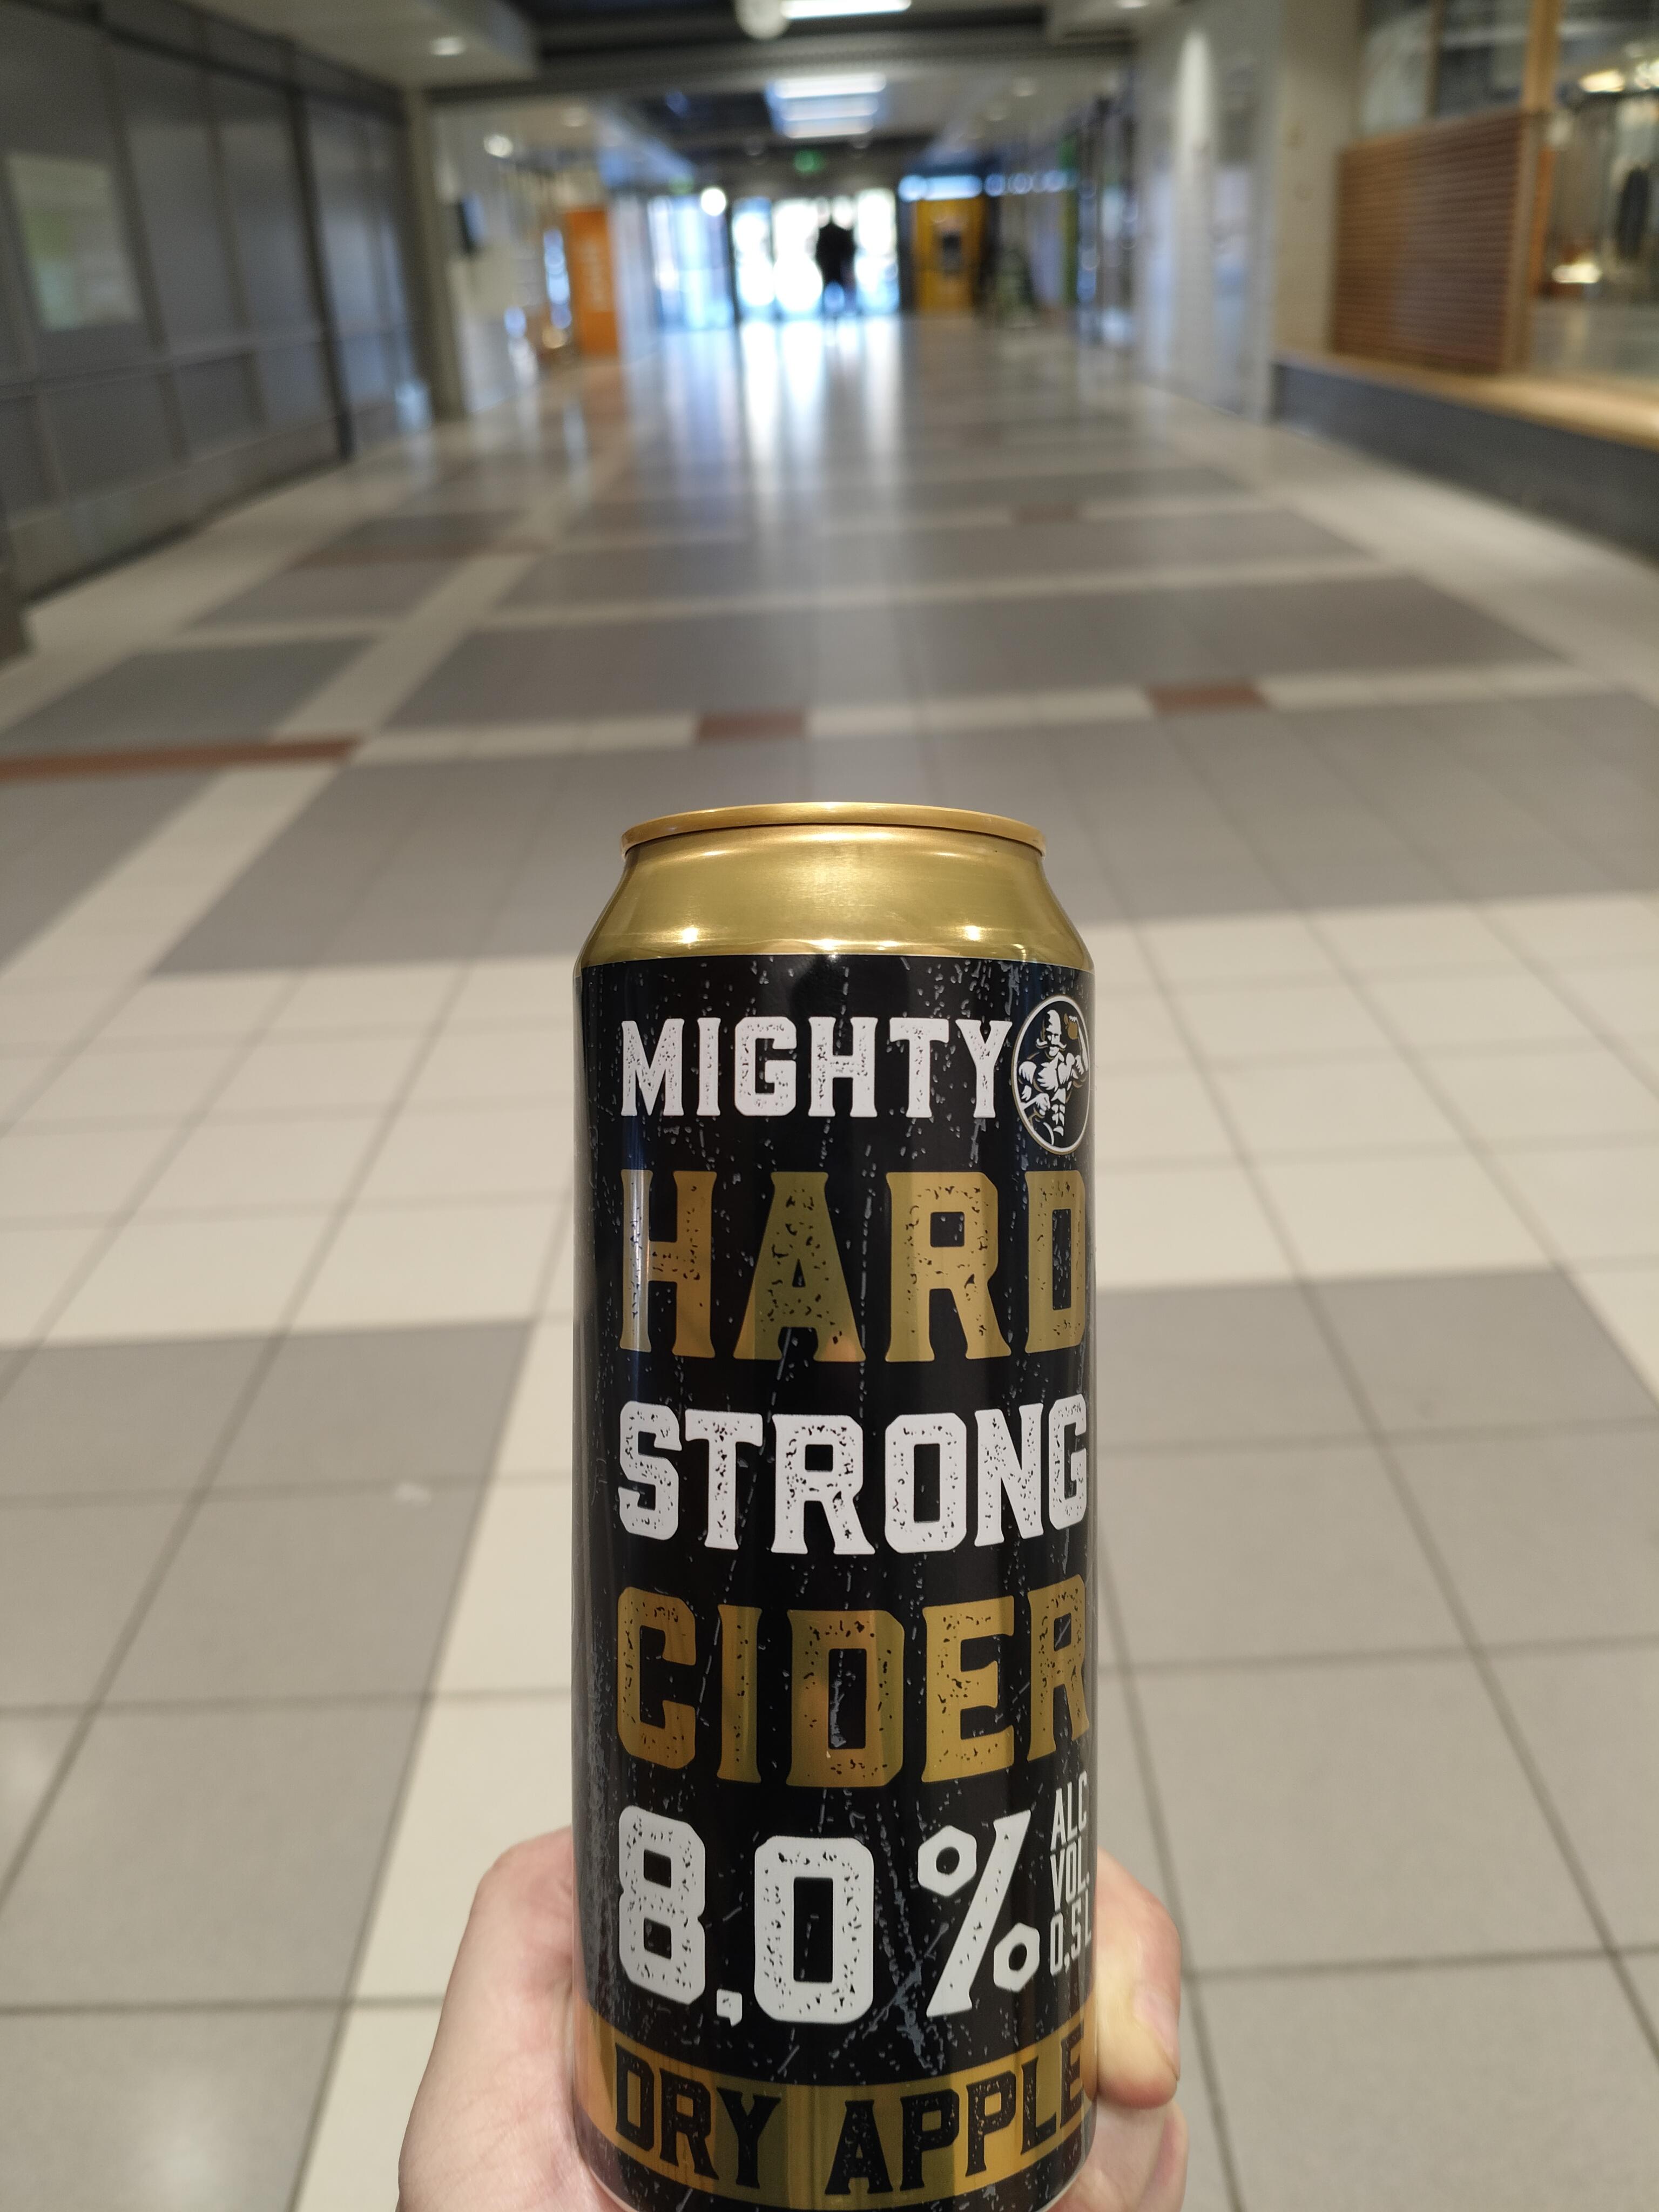 MIGHTY
HARD
STRONG
CIDER
8,0%
ALC
VOL.
0,5L
DRY APPLE